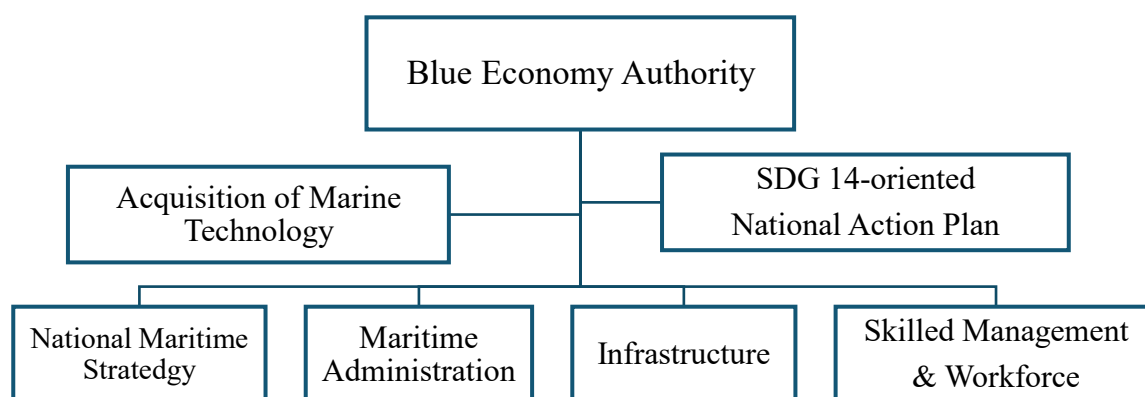 Blue Economy Authority
Acquisition of Marine
Technology
SDG 14-oriented
National Action Plan
National Maritime
Stratedgy
Maritime
Administration
Infrastructure
Skilled Management
& Workforce